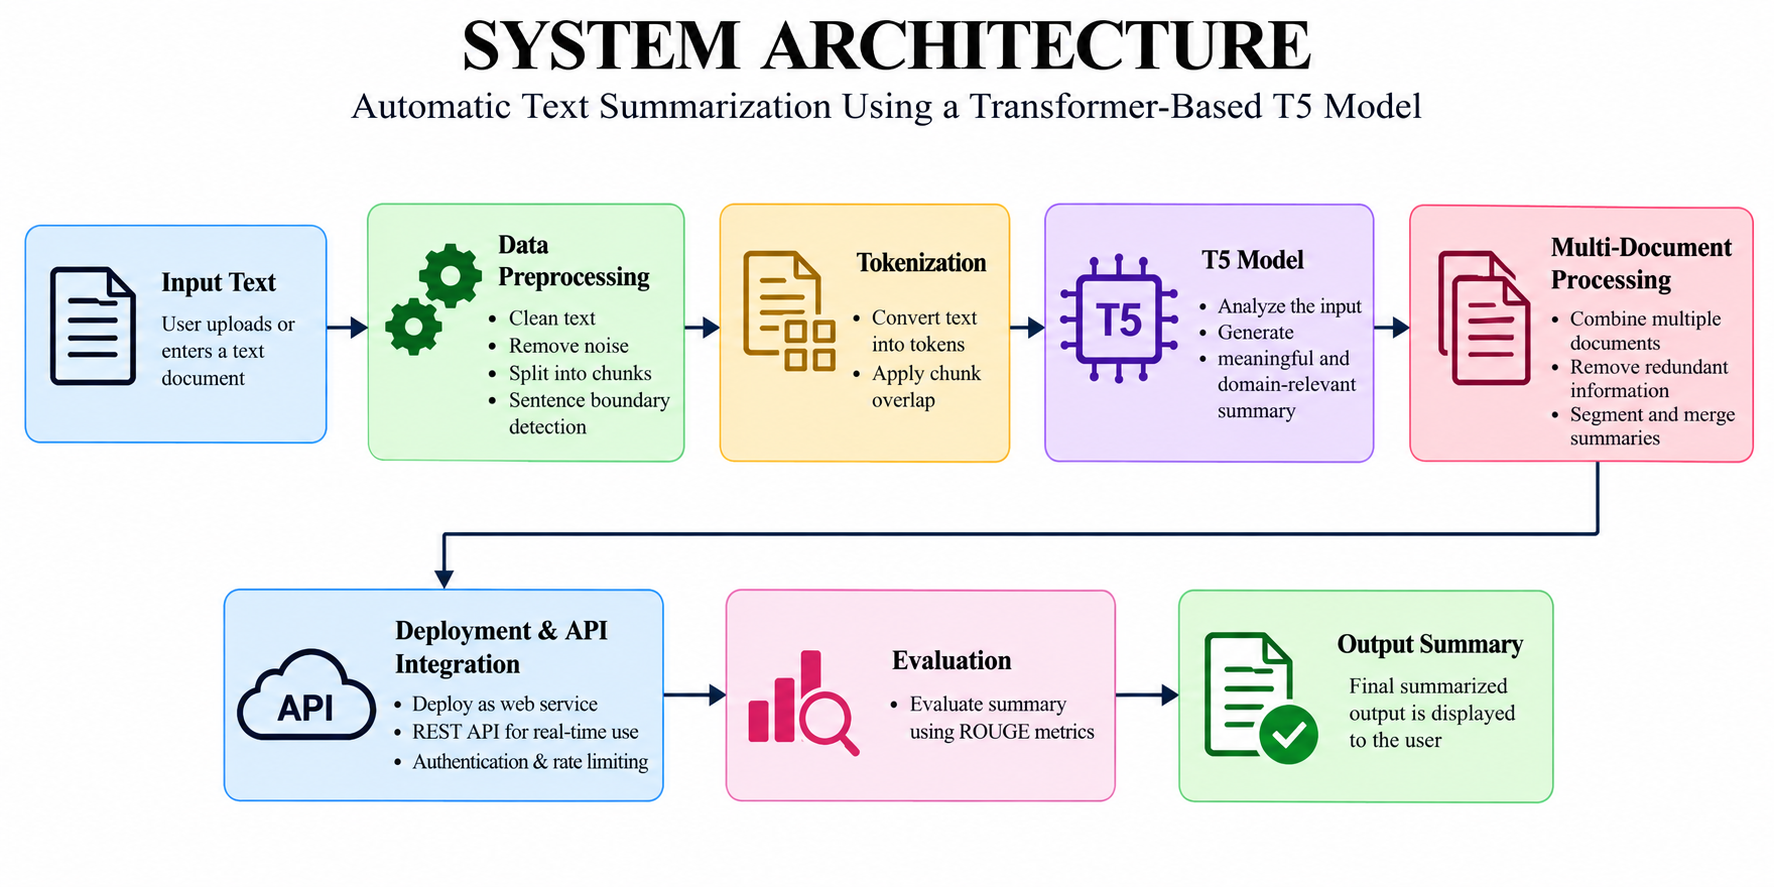 SYSTEM ARCHITECTURE
Automatic Text Summarization Using a Transformer-Based T5 Model
Input Text
User uploads or
enters a text
document
Data
Preprocessing
• Clean text
• Remove noise
• Split into chunks
• Sentence boundary
detection
Tokenization
• Convert text
into tokens
• Apply chunk
overlap
T5
T5 Model
• Analyze the input
• Generate
• meaningful and
domain-relevant
summary
Multi-Document
Processing
• Combine multiple
documents
• Remove redundant
information
• Segment and merge
summaries
API
Deployment & API
Integration
• Deploy as web service
• REST API for real-time use
• Authentication & rate limiting
Evaluation
• Evaluate summary
using ROUGE metrics
Output Summary
Final summarized
output is displayed
to the user